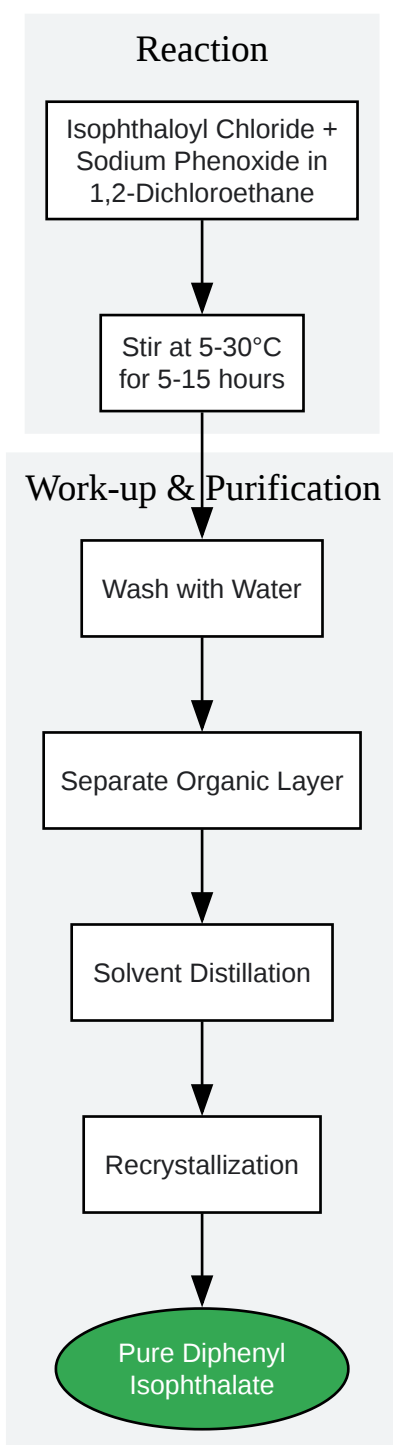 Reaction
Isophthaloyl Chloride +
Sodium Phenoxide in
1,2-Dichloroethane
Stir at 5-30°C
for 5-15 hours
Work-up & Purification
Wash with Water
Separate Organic Layer
Solvent Distillation
Recrystallization
Pure Diphenyl
Isophthalate